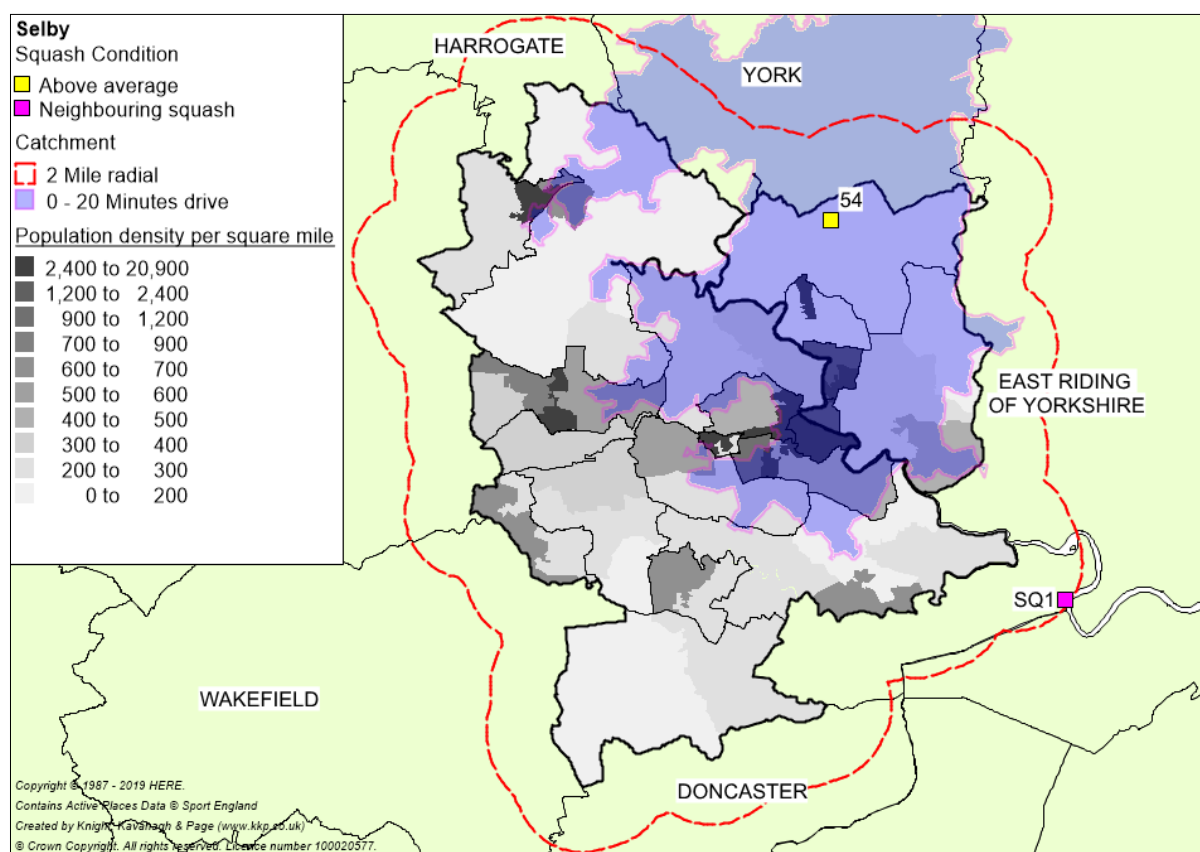 Selby
Squash Condition
Above average
Neighbouring squash
Catchment
2 Mile radial
0 - 20 Minutes drive
Population density per square mile
2,400 to 20,900
1,200 to 2,400
900 to 1,200
700 to 900
600 to 700
500 to 600
400 to 500
300 to 400
200 to 300
0 to 200
HARROGATE
YORK
54
EAST RIDING
OF YORKSHIRE
SQ1
WAKEFIELD
DONCASTER
Copyright © 1987 - 2019 HERE.
Contains Active Places Data © Sport England
Created by Knight, Kavanagh & Page (www.kkp.co.uk)
© Crown Copyright. All rights reserved. Licence number 100020577.